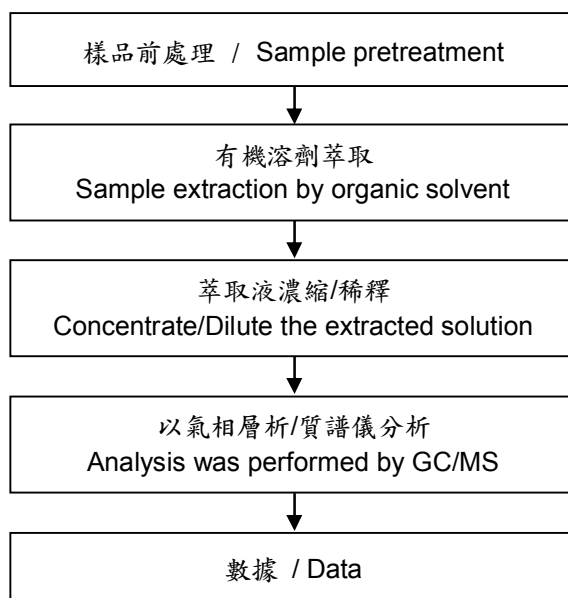 樣品前處理 / Sample pretreatment
有機溶劑萃取
Sample extraction by organic solvent
萃取液濃縮/稀釋
Concentrate/Dilute the extracted solution
以氣相層析/質譜儀分析
Analysis was performed by GC/MS
數據 / Data